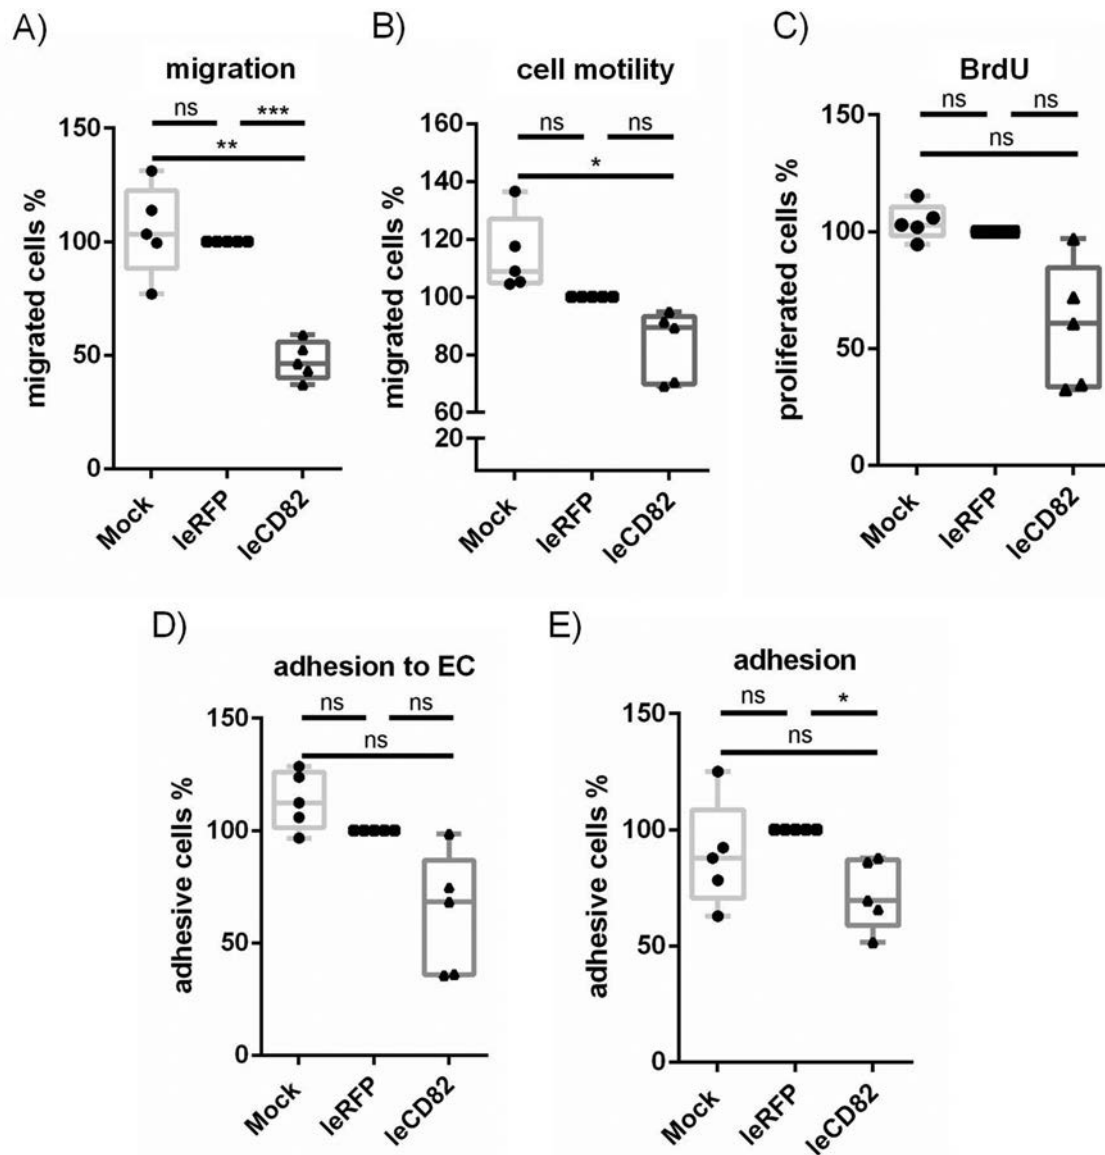 A)
migration
ns ***
**
migrated cells %
150
100
50
0
Mock
leRFP
leCD82
B)
cell motility
ns ns
*
migrated cells %
160
140
120
100
80
60
20
Mock
leRFP
leCD82
C)
BrdU
ns ns
ns
proliferated cells %
150
100
50
0
Mock
leRFP
leCD82
D)
adhesion to EC
ns ns
ns
adhesive cells %
150
100
50
0
Mock
leRFP
leCD82
E)
adhesion
ns *
ns
adhesive cells %
150
100
50
0
Mock
leRFP
leCD82